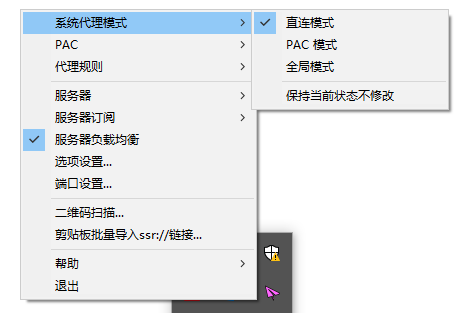 系统代理模式
PAC
代理规则
服务器
服务器订阅
服务器负载均衡
选项设置...
端口设置...
二维码扫描...
剪贴板批量导入ssr://链接...
帮助
退出
直连模式
PAC 模式
全局模式
保持当前状态不修改